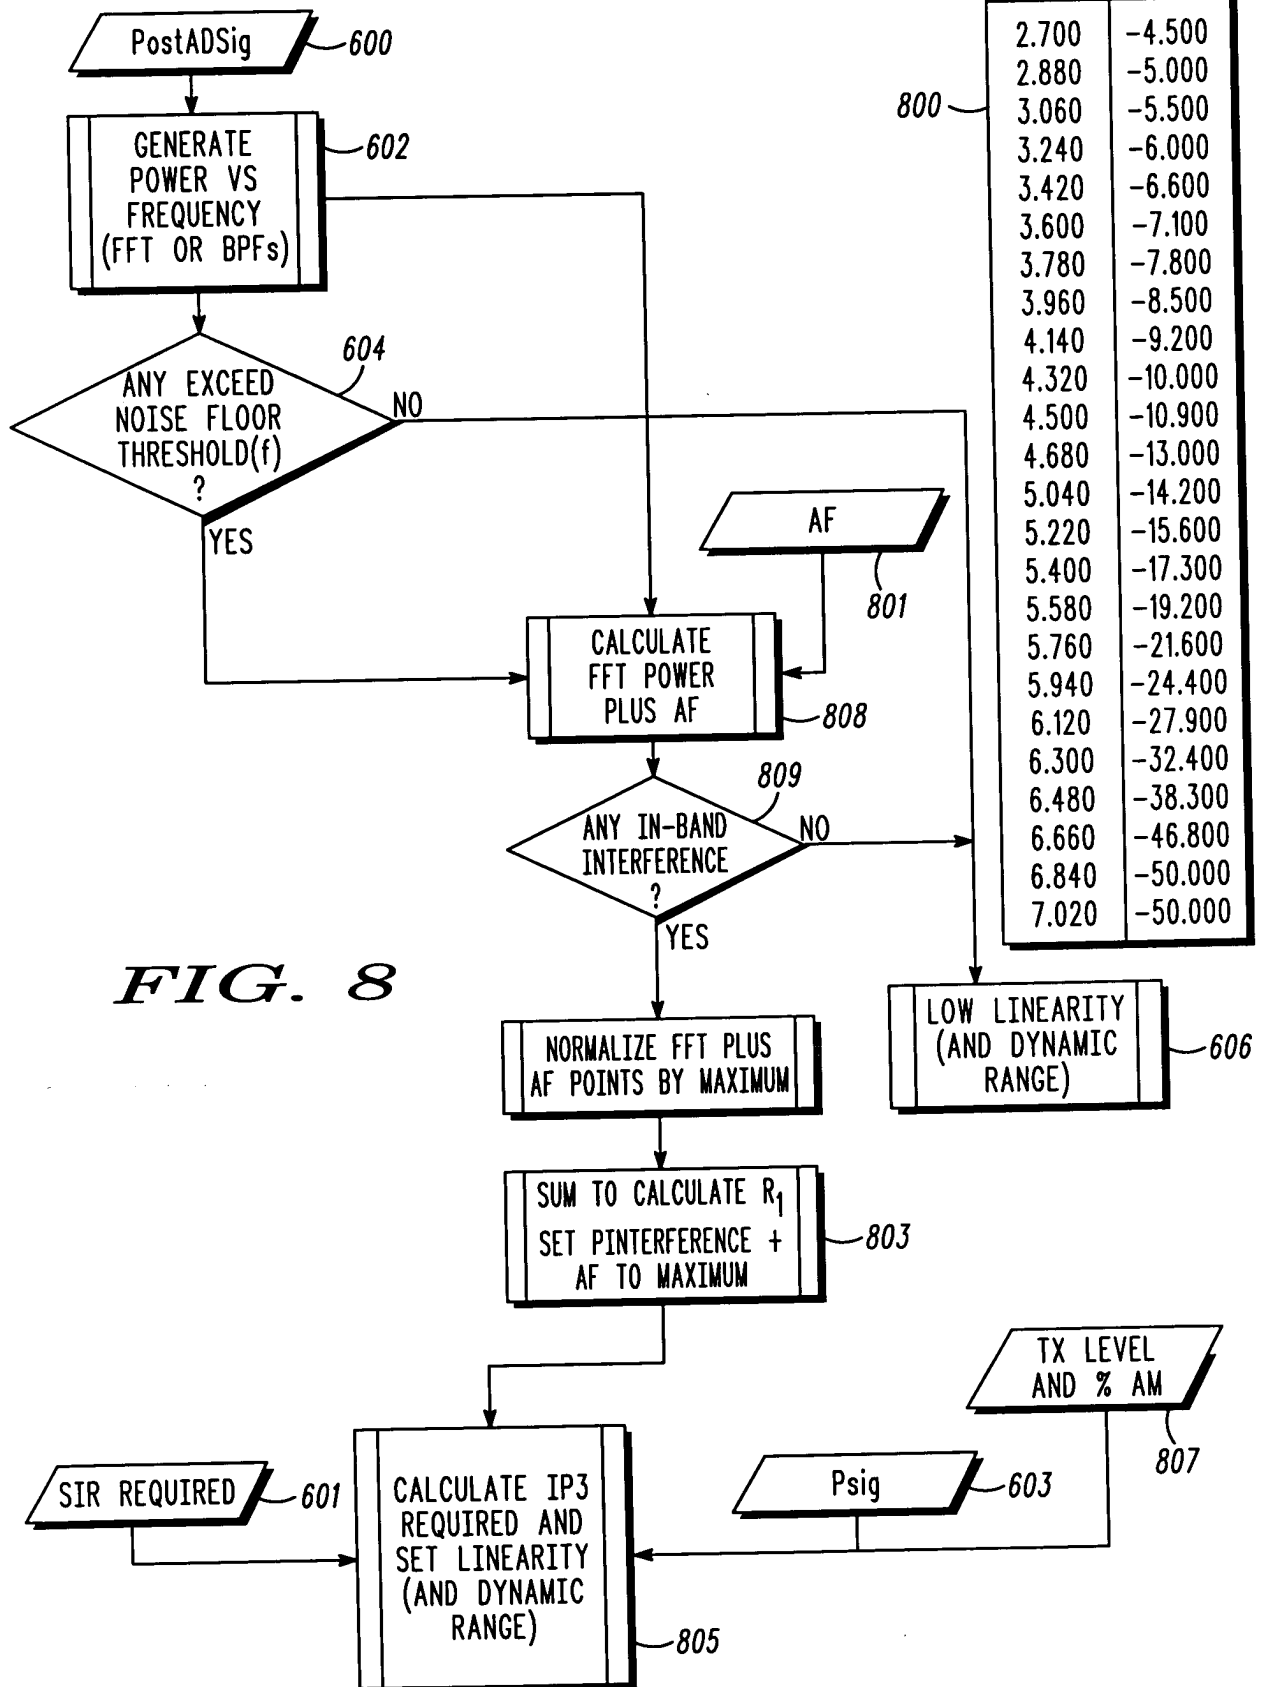 PostADSig
600
GENERATE
POWER VS
FREQUENCY
(FFT OR BPFs)
602
ANY EXCEED
NOISE FLOOR
THRESHOLD(f)
?
604
NO
YES
AF
801
CALCULATE
FFT POWER
PLUS AF
808
ANY IN-BAND
INTERFERENCE
?
809
NO
YES
800
2.700 -4.500
2.880 -5.000
3.060 -5.500
3.240 -6.000
3.420 -6.600
3.600 -7.100
3.780 -7.800
3.960 -8.500
4.140 -9.200
4.320 -10.000
4.500 -10.900
4.680 -13.000
5.040 -14.200
5.220 -15.600
5.400 -17.300
5.580 -19.200
5.760 -21.600
5.940 -24.400
6.120 -27.900
6.300 -32.400
6.480 -38.300
6.660 -46.800
6.840 -50.000
7.020 -50.000
FIG. 8
LOW LINEARITY
(AND DYNAMIC
RANGE)
606
NORMALIZE FFT PLUS
AF POINTS BY MAXIMUM
SUM TO CALCULATE R1
SET PINTERFERENCE +
AF TO MAXIMUM
803
TX LEVEL
AND % AM
807
SIR REQUIRED
601
CALCULATE IP3
REQUIRED AND
SET LINEARITY
(AND DYNAMIC
RANGE)
805
Psig
603